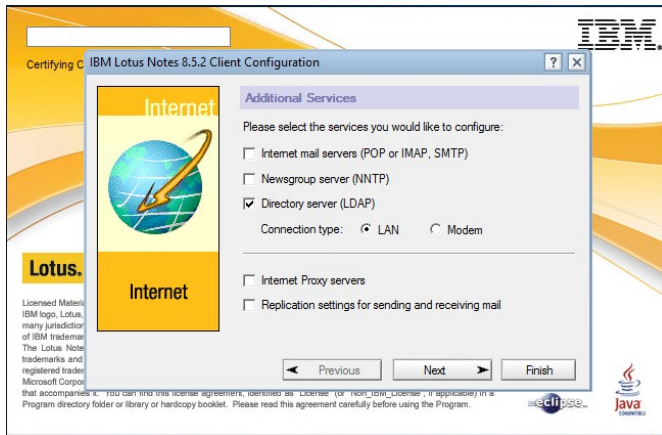 IBM.
Certifying C
IBM Lotus Notes 8.5.2 Client Configuration
Internet
Additional Services
Please select the services you would like to configure:
Internet mail servers (POP or IMAP, SMTP)
Newsgroup server (NNTP)
Directory server (LDAP)
Connection type: LAN Modem
Internet
Internet Proxy servers
Replication settings for sending and receiving mail
Previous Next Finish
Lotus.
Licensed Materi
IBM logo, Lotus,
many jurisdiction
of IBM trademar
The Lotus Note
trademarks and
registered trader
Microsoft Corpor
that accompanies it. You can find this license agreement, identified as "License" (or "Non_IBM_License", if applicable) in a
Program directory folder or library or hardcopy booklet. Please read this agreement carefully before using the Program.
eclipse
Java
COMPATIBLE